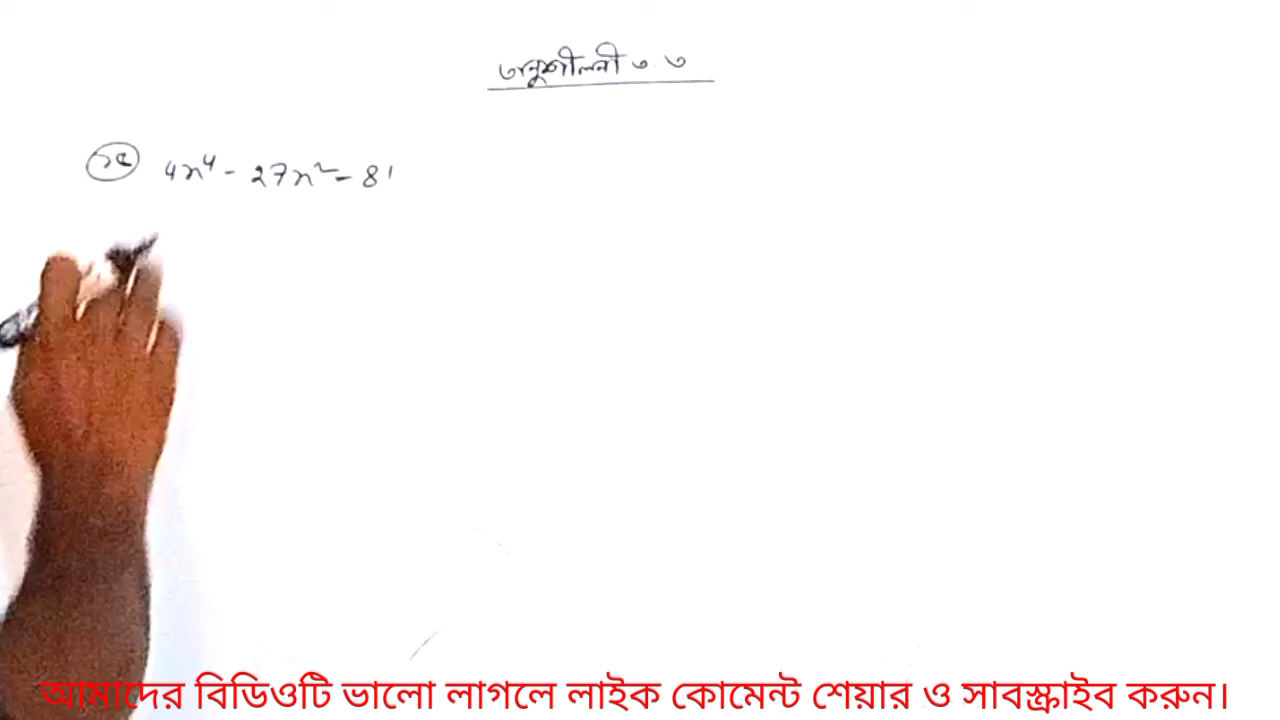 অনুশীলনী ৩.৩
১৫ 4x⁴ - 27x² - 81
আমাদের বিডিওটি ভালো লাগলে লাইক কোমেন্ট শেয়ার ও সাবস্ক্রাইব করুন।